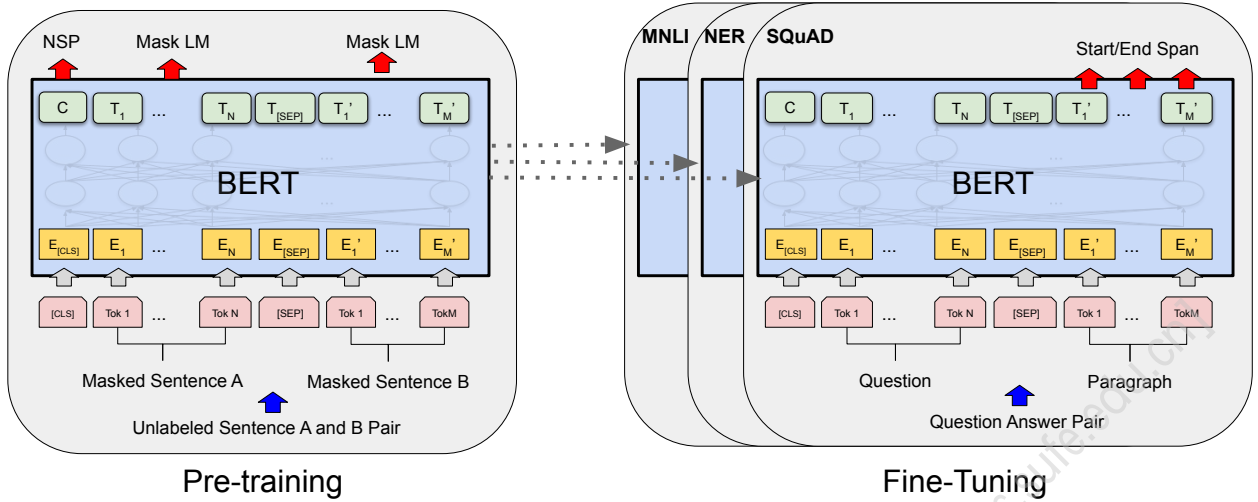 NSP Mask LM Mask LM
C T1 ... TN T[SEP] T1' ... TM'
...
BERT
...
E[CLS] E1 ... EN E[SEP] E1' ... EM'
[CLS] Tok 1 ... Tok N [SEP] Tok 1 ... TokM
Masked Sentence A Masked Sentence B
Unlabeled Sentence A and B Pair
Pre-training
MNLI NER SQuAD
Start/End Span
C T1 ... TN T[SEP] T1' ... TM'
...
BERT
...
E[CLS] E1 ... EN E[SEP] E1' ... EM'
[CLS] Tok 1 ... Tok N [SEP] Tok 1 ... TokM
Question Paragraph
Question Answer Pair
Fine-Tuning
sufe.edu.cn]